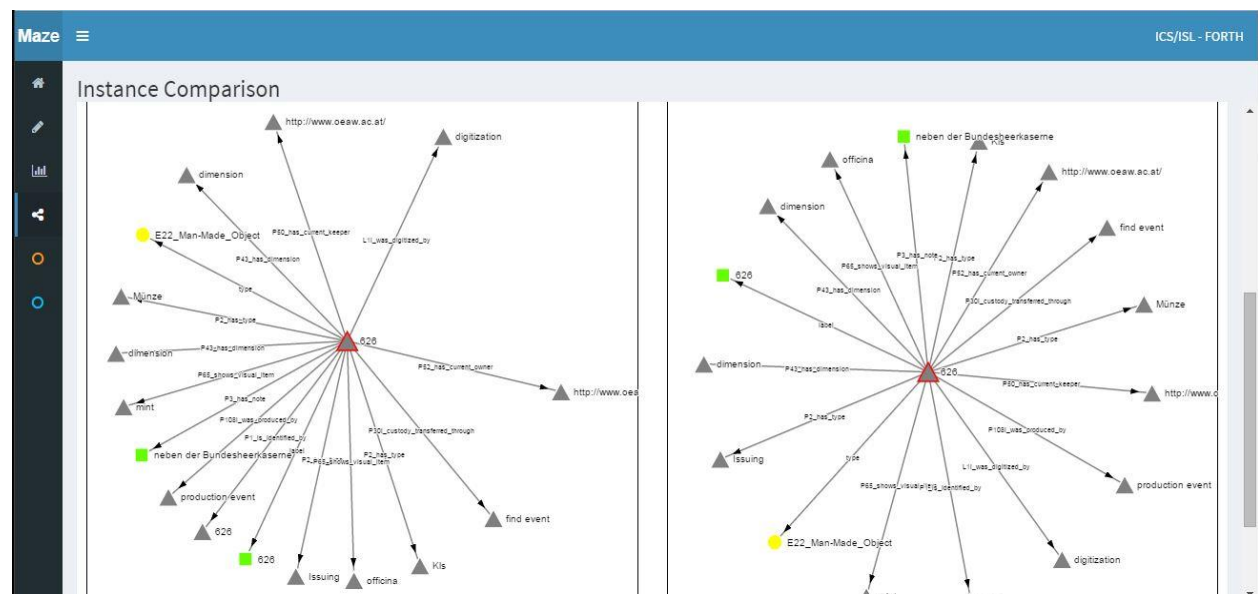 Maze
ICS/ISL - FORTH
Instance Comparison
http://www.oeaw.ac.at/
digitization
dimension
E22_Man-Made_Object
P50_has_current_keeper
L1I_was_digitized_by
P43_has_dimension
type
Münze
P2_has_type
dimension
P43_has_dimension
626
P65_shows_visual_item
P52_has_current_owner
http://www.oea
mint
P3_has_note
P108I_was_produced_by
P30I_custody_transferred_through
P1_is_identified_by
label
neben der Bundesheerkaserne
P2_has_type
P65_shows_visual_item
production event
find event
626
626
KIs
Issuing
officina
neben der Bundesheerkaserne
KIs
officina
http://www.oeaw.ac.at/
dimension
find event
P3_has_note
P2_has_type
P65_shows_visual_item
P52_has_current_owner
626
P43_has_dimension
P30I_custody_transferred_through
Münze
label
P2_has_type
dimension
P43_has_dimension
626
P50_has_current_keeper
http://www.o
P2_has_type
P108I_was_produced_by
Issuing
type
L1I_was_digitized_by
production event
E22_Man-Made_Object
digitization